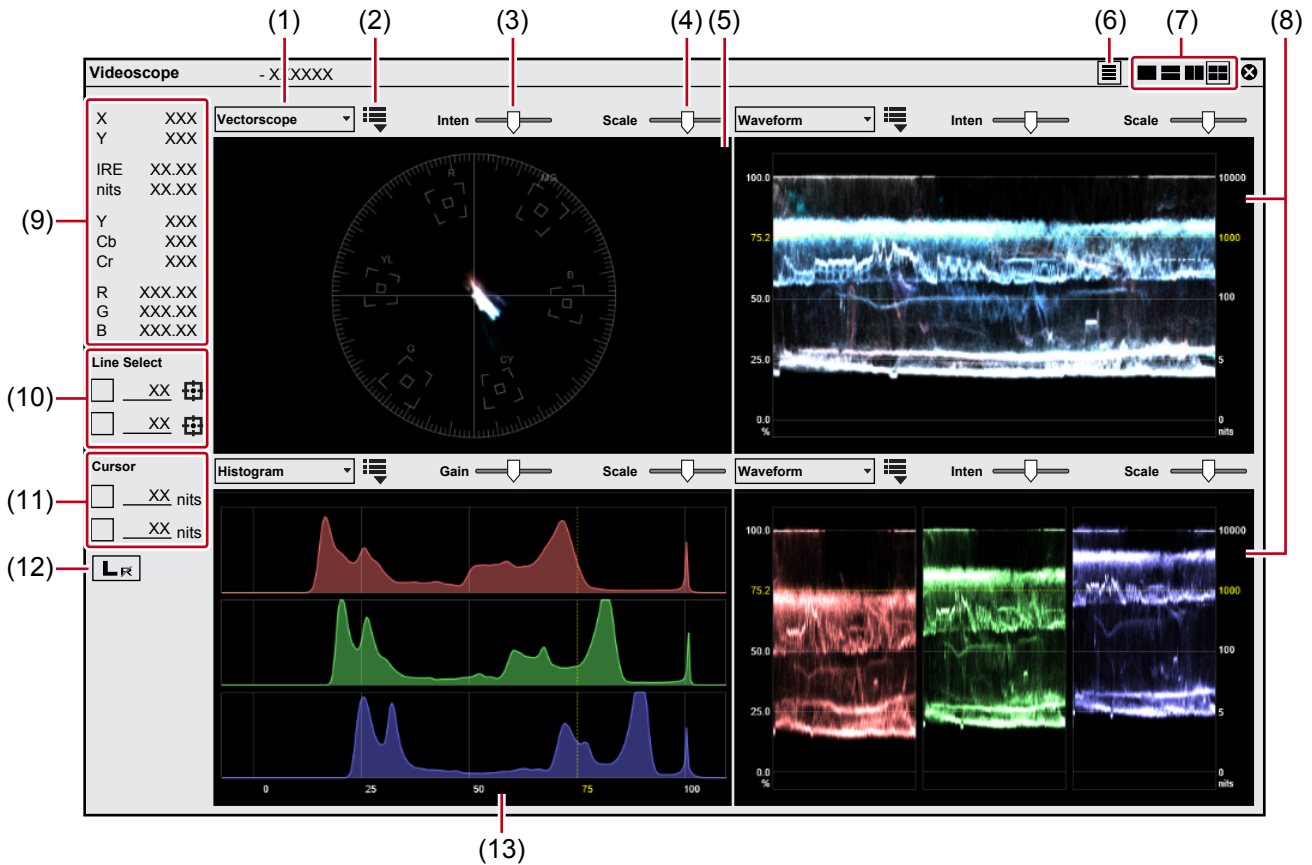 (1) (2) (3) (4) (5) (6) (7) (8)
Videoscope - XXXXXX
X XXX
Y XXX
IRE XX.XX
nits XX.XX
Y XXX
Cb XXX
Cr XXX
R XXX.XX
G XXX.XX
B XXX.XX
(9)
Line Select
XX
XX
(10)
Cursor
XX nits
XX nits
(11)
(12)
L R
Vectorscope Inten Scale
R MG
YL B
G CY
Waveform Inten Scale
100.0 10000
75.2 1000
50.0 100
25.0 5
0.0 0
% nits
Histogram Gain Scale
0 25 50 75 100
Waveform Inten Scale
100.0 10000
75.2 1000
50.0 100
25.0 5
0.0 0
% nits
(8)
(13)